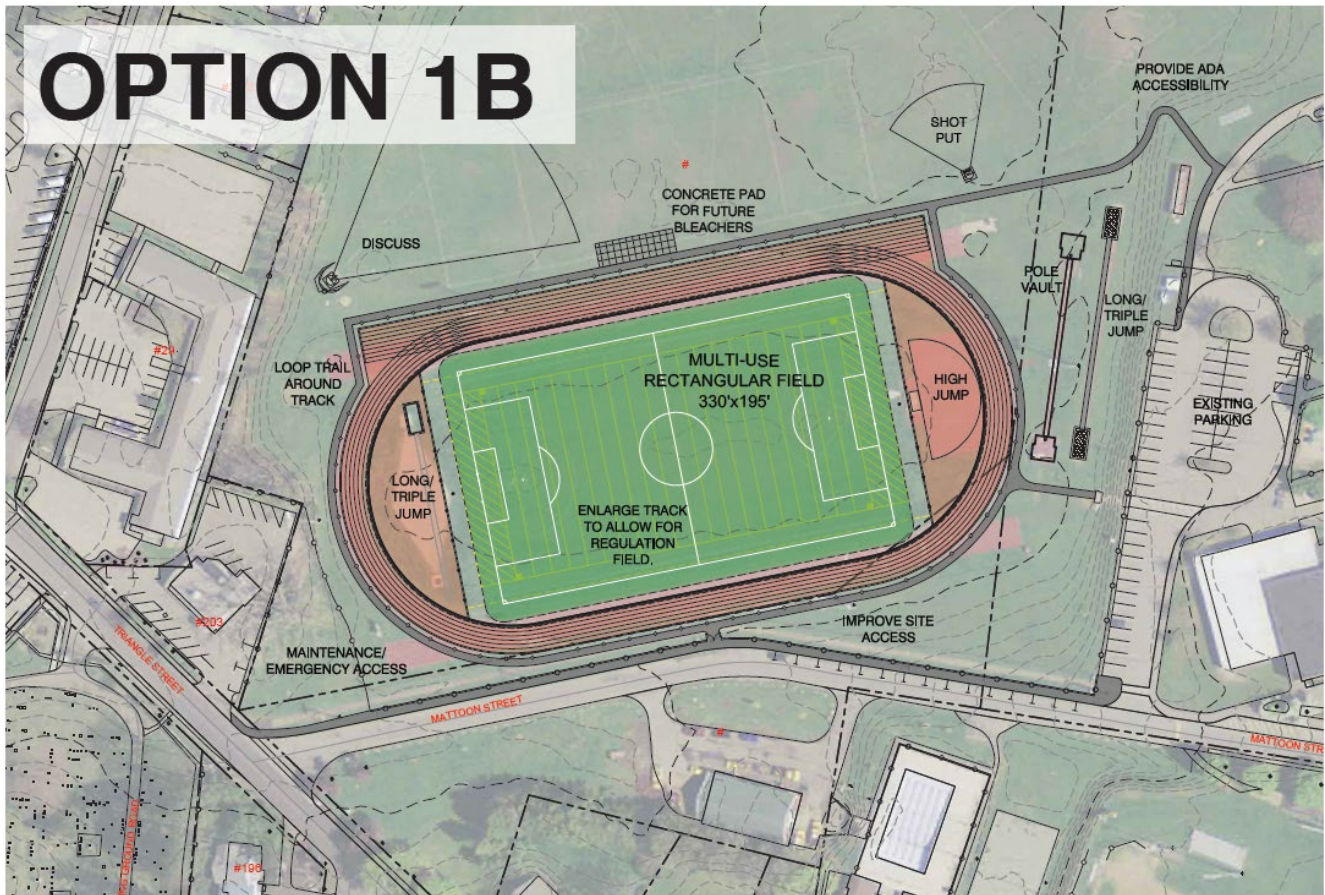 OPTION 1B
PROVIDE ADA
ACCESSIBILITY
SHOT
PUT
#
CONCRETE PAD
FOR FUTURE
BLEACHERS
DISCUSS
POLE
VAULT
LONG/
TRIPLE
JUMP
#29
LOOP TRAIL
AROUND
TRACK
MULTI-USE
RECTANGULAR FIELD
330'x195'
HIGH
JUMP
EXISTING
PARKING
LONG/
TRIPLE
JUMP
ENLARGE TRACK
TO ALLOW FOR
REGULATION
FIELD.
#203
IMPROVE SITE
ACCESS
MAINTENANCE/
EMERGENCY ACCESS
TRIANGLE STREET
MATTOON STREET
#
MATTOON STR
GROUND ROAD
#196